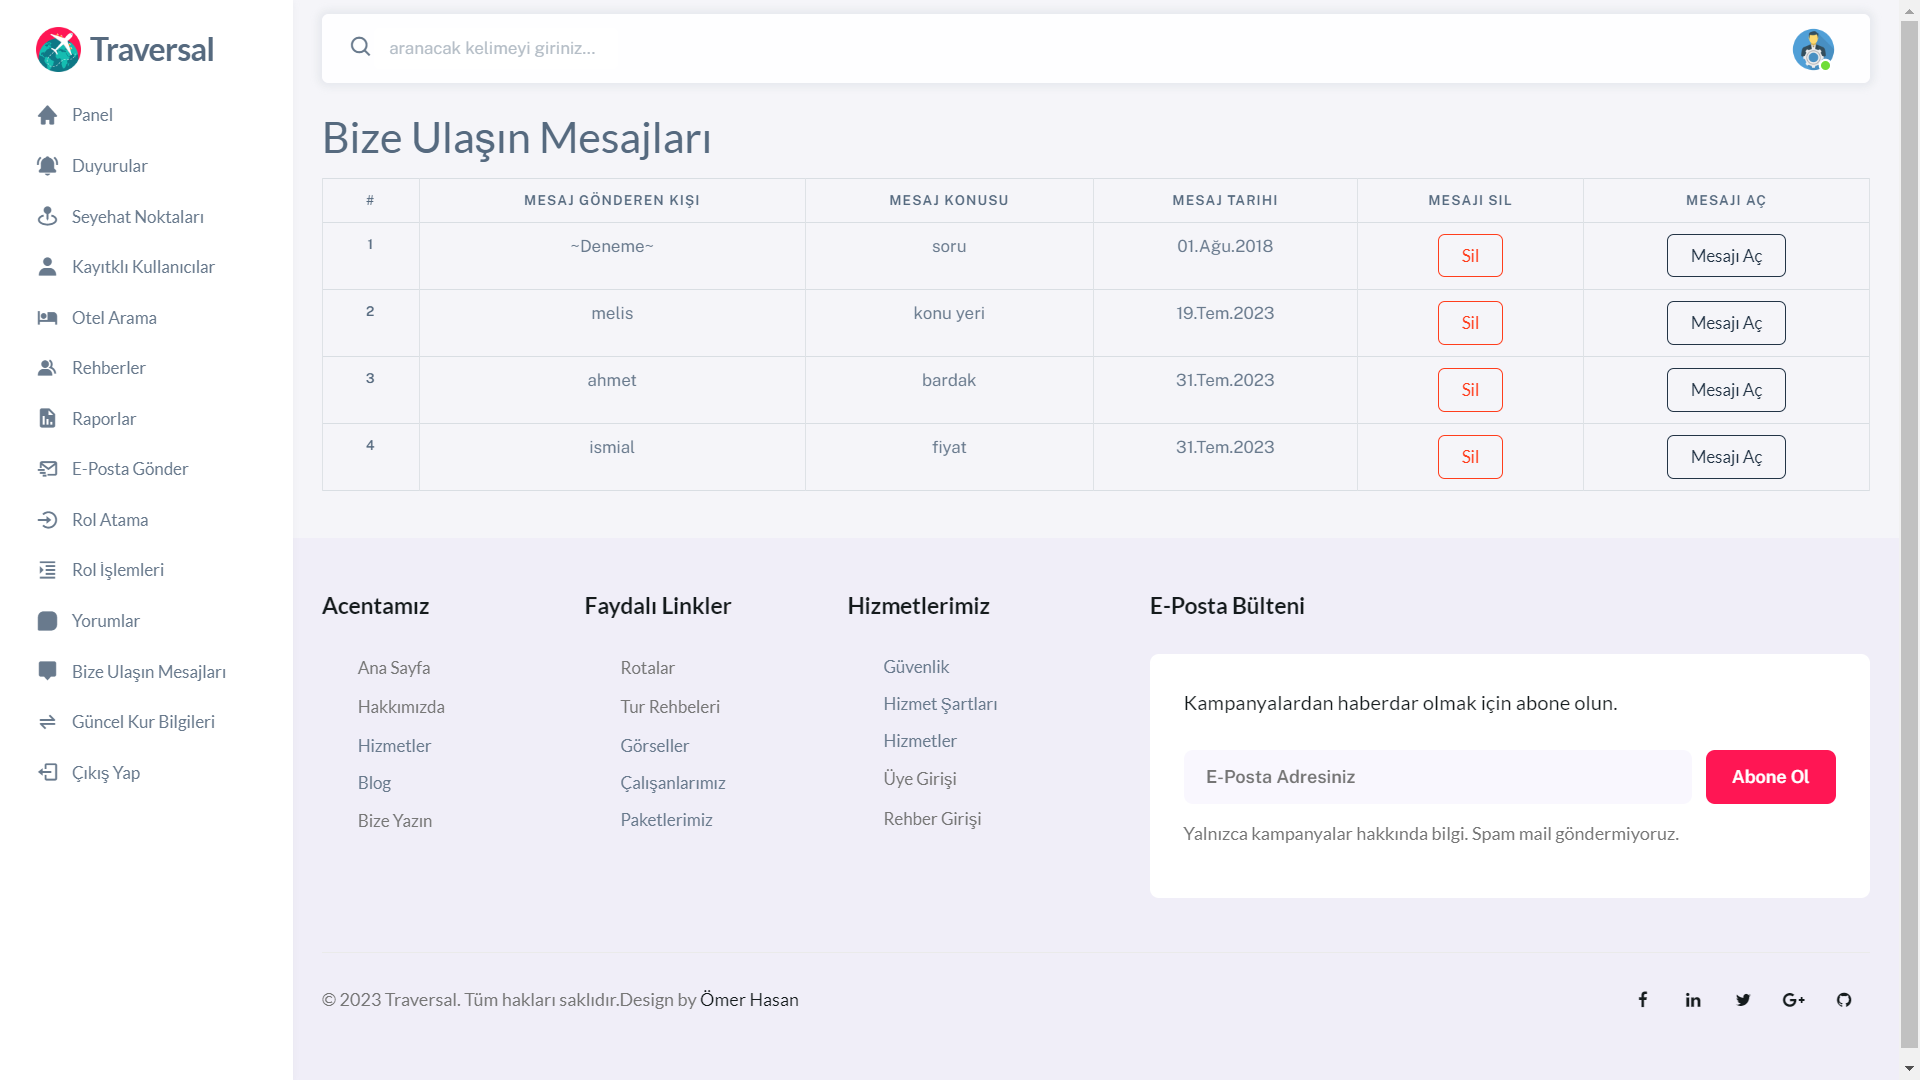 Traversal
Panel
Duyurular
Seyehat Noktaları
Kayıtklı Kullanıcılar
Otel Arama
Rehberler
Raporlar
E-Posta Gönder
Rol Atama
Rol İşlemleri
Yorumlar
Bize Ulaşın Mesajları
Güncel Kur Bilgileri
Çıkış Yap
aranacak kelimeyi giriniz...
Bize Ulaşın Mesajları
# MESAJ GÖNDEREN KIŞI MESAJ KONUSU MESAJ TARIHI MESAJI SIL MESAJI AÇ
1 ~Deneme~ soru 01.Ağu.2018 Sil Mesajı Aç
2 melis konu yeri 19.Tem.2023 Sil Mesajı Aç
3 ahmet bardak 31.Tem.2023 Sil Mesajı Aç
4 ismial fiyat 31.Tem.2023 Sil Mesajı Aç
Acentamız
Ana Sayfa
Hakkımızda
Hizmetler
Blog
Bize Yazın
Faydalı Linkler
Rotalar
Tur Rehbeleri
Görseller
Çalışanlarımız
Paketlerimiz
Hizmetlerimiz
Güvenlik
Hizmet Şartları
Hizmetler
Üye Girişi
Rehber Girişi
E-Posta Bülteni
Kampanyalardan haberdar olmak için abone olun.
E-Posta Adresiniz
Abone Ol
Yalnızca kampanyalar hakkında bilgi. Spam mail göndermiyoruz.
© 2023 Traversal. Tüm hakları saklıdır.Design by Ömer Hasan